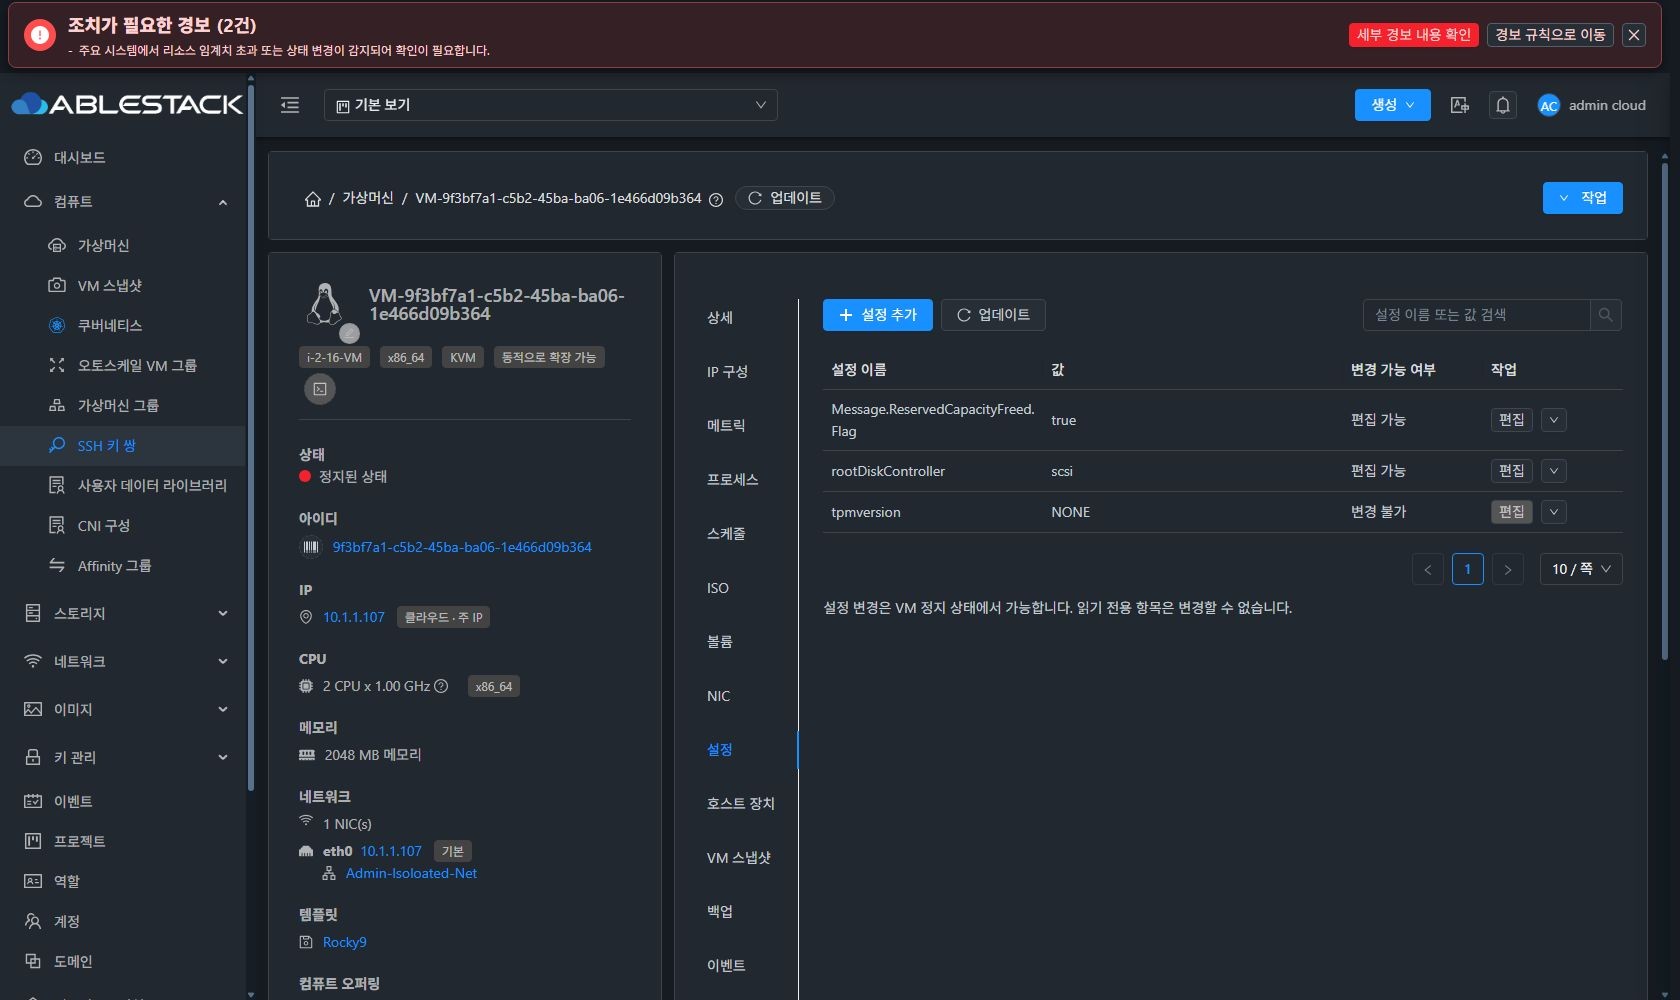 조치가 필요한 경보 (2건)
- 주요 시스템에서 리소스 임계치 초과 또는 상태 변경이 감지되어 확인이 필요합니다.
세부 경보 내용 확인
경보 규칙으로 이동
ABLESTACK
기본 보기
생성
AC
admin cloud
대시보드
컴퓨트
가상머신
VM 스냅샷
쿠버네티스
오토스케일 VM 그룹
가상머신 그룹
SSH 키 쌍
사용자 데이터 라이브러리
CNI 구성
Affinity 그룹
스토리지
네트워크
이미지
키 관리
이벤트
프로젝트
역할
계정
도메인
/ 가상머신 / VM-9f3bf7a1-c5b2-45ba-ba06-1e466d09b364
업데이트
작업
VM-9f3bf7a1-c5b2-45ba-ba06-
1e466d09b364
i-2-16-VM
x86_64
KVM
동적으로 확장 가능
상태
정지된 상태
아이디
9f3bf7a1-c5b2-45ba-ba06-1e466d09b364
IP
10.1.1.107
클라우드 · 주 IP
CPU
2 CPU x 1.00 GHz
x86_64
메모리
2048 MB 메모리
네트워크
1 NIC(s)
eth0 10.1.1.107 기본
Admin-Isoloated-Net
템플릿
Rocky9
컴퓨트 오퍼링
상세
IP 구성
메트릭
프로세스
스케줄
ISO
볼륨
NIC
설정
호스트 장치
VM 스냅샷
백업
이벤트
설정 추가
업데이트
설정 이름 또는 값 검색
설정 이름 값 변경 가능 여부 작업
Message.ReservedCapacityFreed.
Flag
true 편집 가능 편집
rootDiskController scsi 편집 가능 편집
tpmversion NONE 변경 불가 편집
< 1 > 10 / 쪽
설정 변경은 VM 정지 상태에서 가능합니다. 읽기 전용 항목은 변경할 수 없습니다.